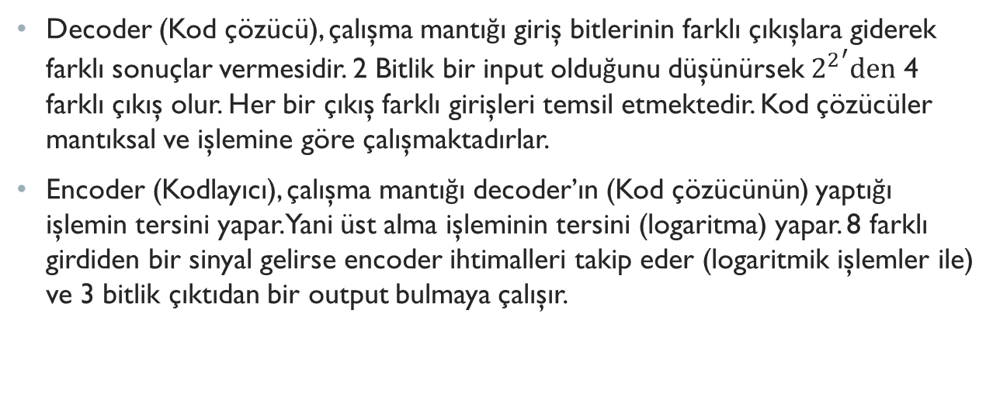 • Decoder (Kod çözücü), çalışma mantığı giriş bitlerinin farklı çıkışlara giderek
farklı sonuçlar vermesidir. 2 Bitlik bir input olduğunu düşünürsek 2²′den 4
farklı çıkış olur. Her bir çıkış farklı girişleri temsil etmektedir. Kod çözücüler
mantıksal ve işlemine göre çalışmaktadırlar.
• Encoder (Kodlayıcı), çalışma mantığı decoder’ın (Kod çözücünün) yaptığı
işlemin tersini yapar. Yani üst alma işleminin tersini (logaritma) yapar. 8 farklı
girdiden bir sinyal gelirse encoder ihtimalleri takip eder (logaritmik işlemler ile)
ve 3 bitlik çıktıdan bir output bulmaya çalışır.